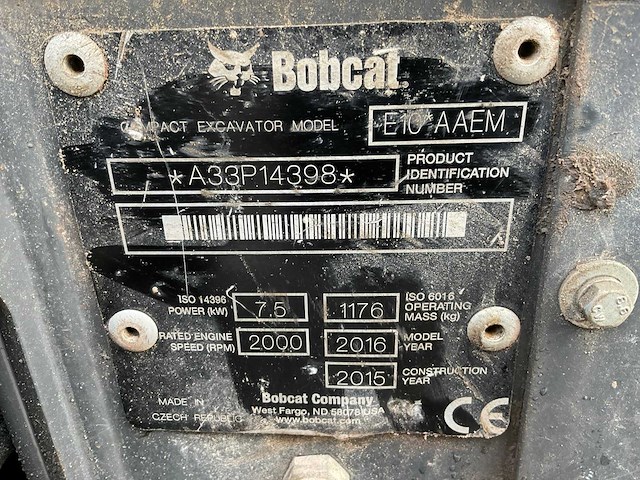 Bobcat
COMPACT EXCAVATOR MODEL E10*AAEM
*A33P14398* PRODUCT IDENTIFICATION NUMBER
ISO 14396 POWER (kW) 7.5 1176 ISO 6016 OPERATING MASS (kg)
RATED ENGINE SPEED (RPM) 2000 2016 MODEL YEAR
2015 CONSTRUCTION YEAR
Bobcat Company
West Fargo, ND 58078 USA
www.bobcat.com
MADE IN
CZECH REPUBLIC
CE